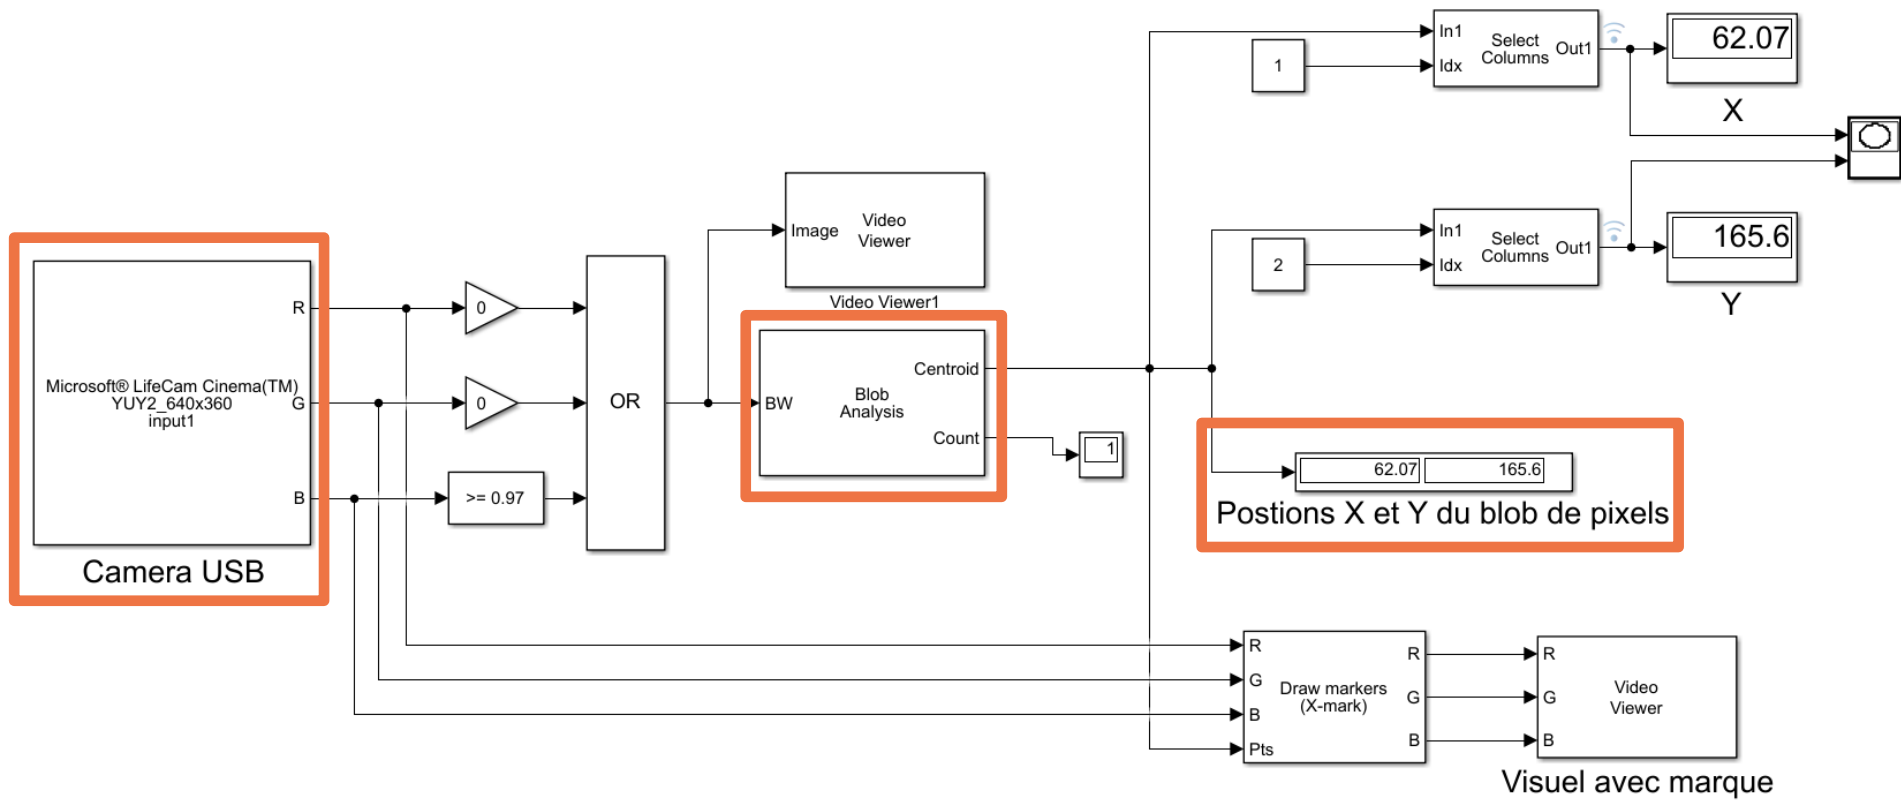 In1
Idx
Select
Columns
Out1
62.07
X
1
In1
Idx
Select
Columns
Out1
165.6
Y
2
Image
Video
Viewer
Video Viewer1
R
G
B
Microsoft® LifeCam Cinema(TM)
YUY2_640x360
input1
Camera USB
0
0
>= 0.97
OR
BW
Blob
Analysis
Centroid
Count
1
62.07 165.6
Postions X et Y du blob de pixels
R
G
B
Pts
Draw markers
(X-mark)
R
G
B
R
G
B
Video
Viewer
Visuel avec marque